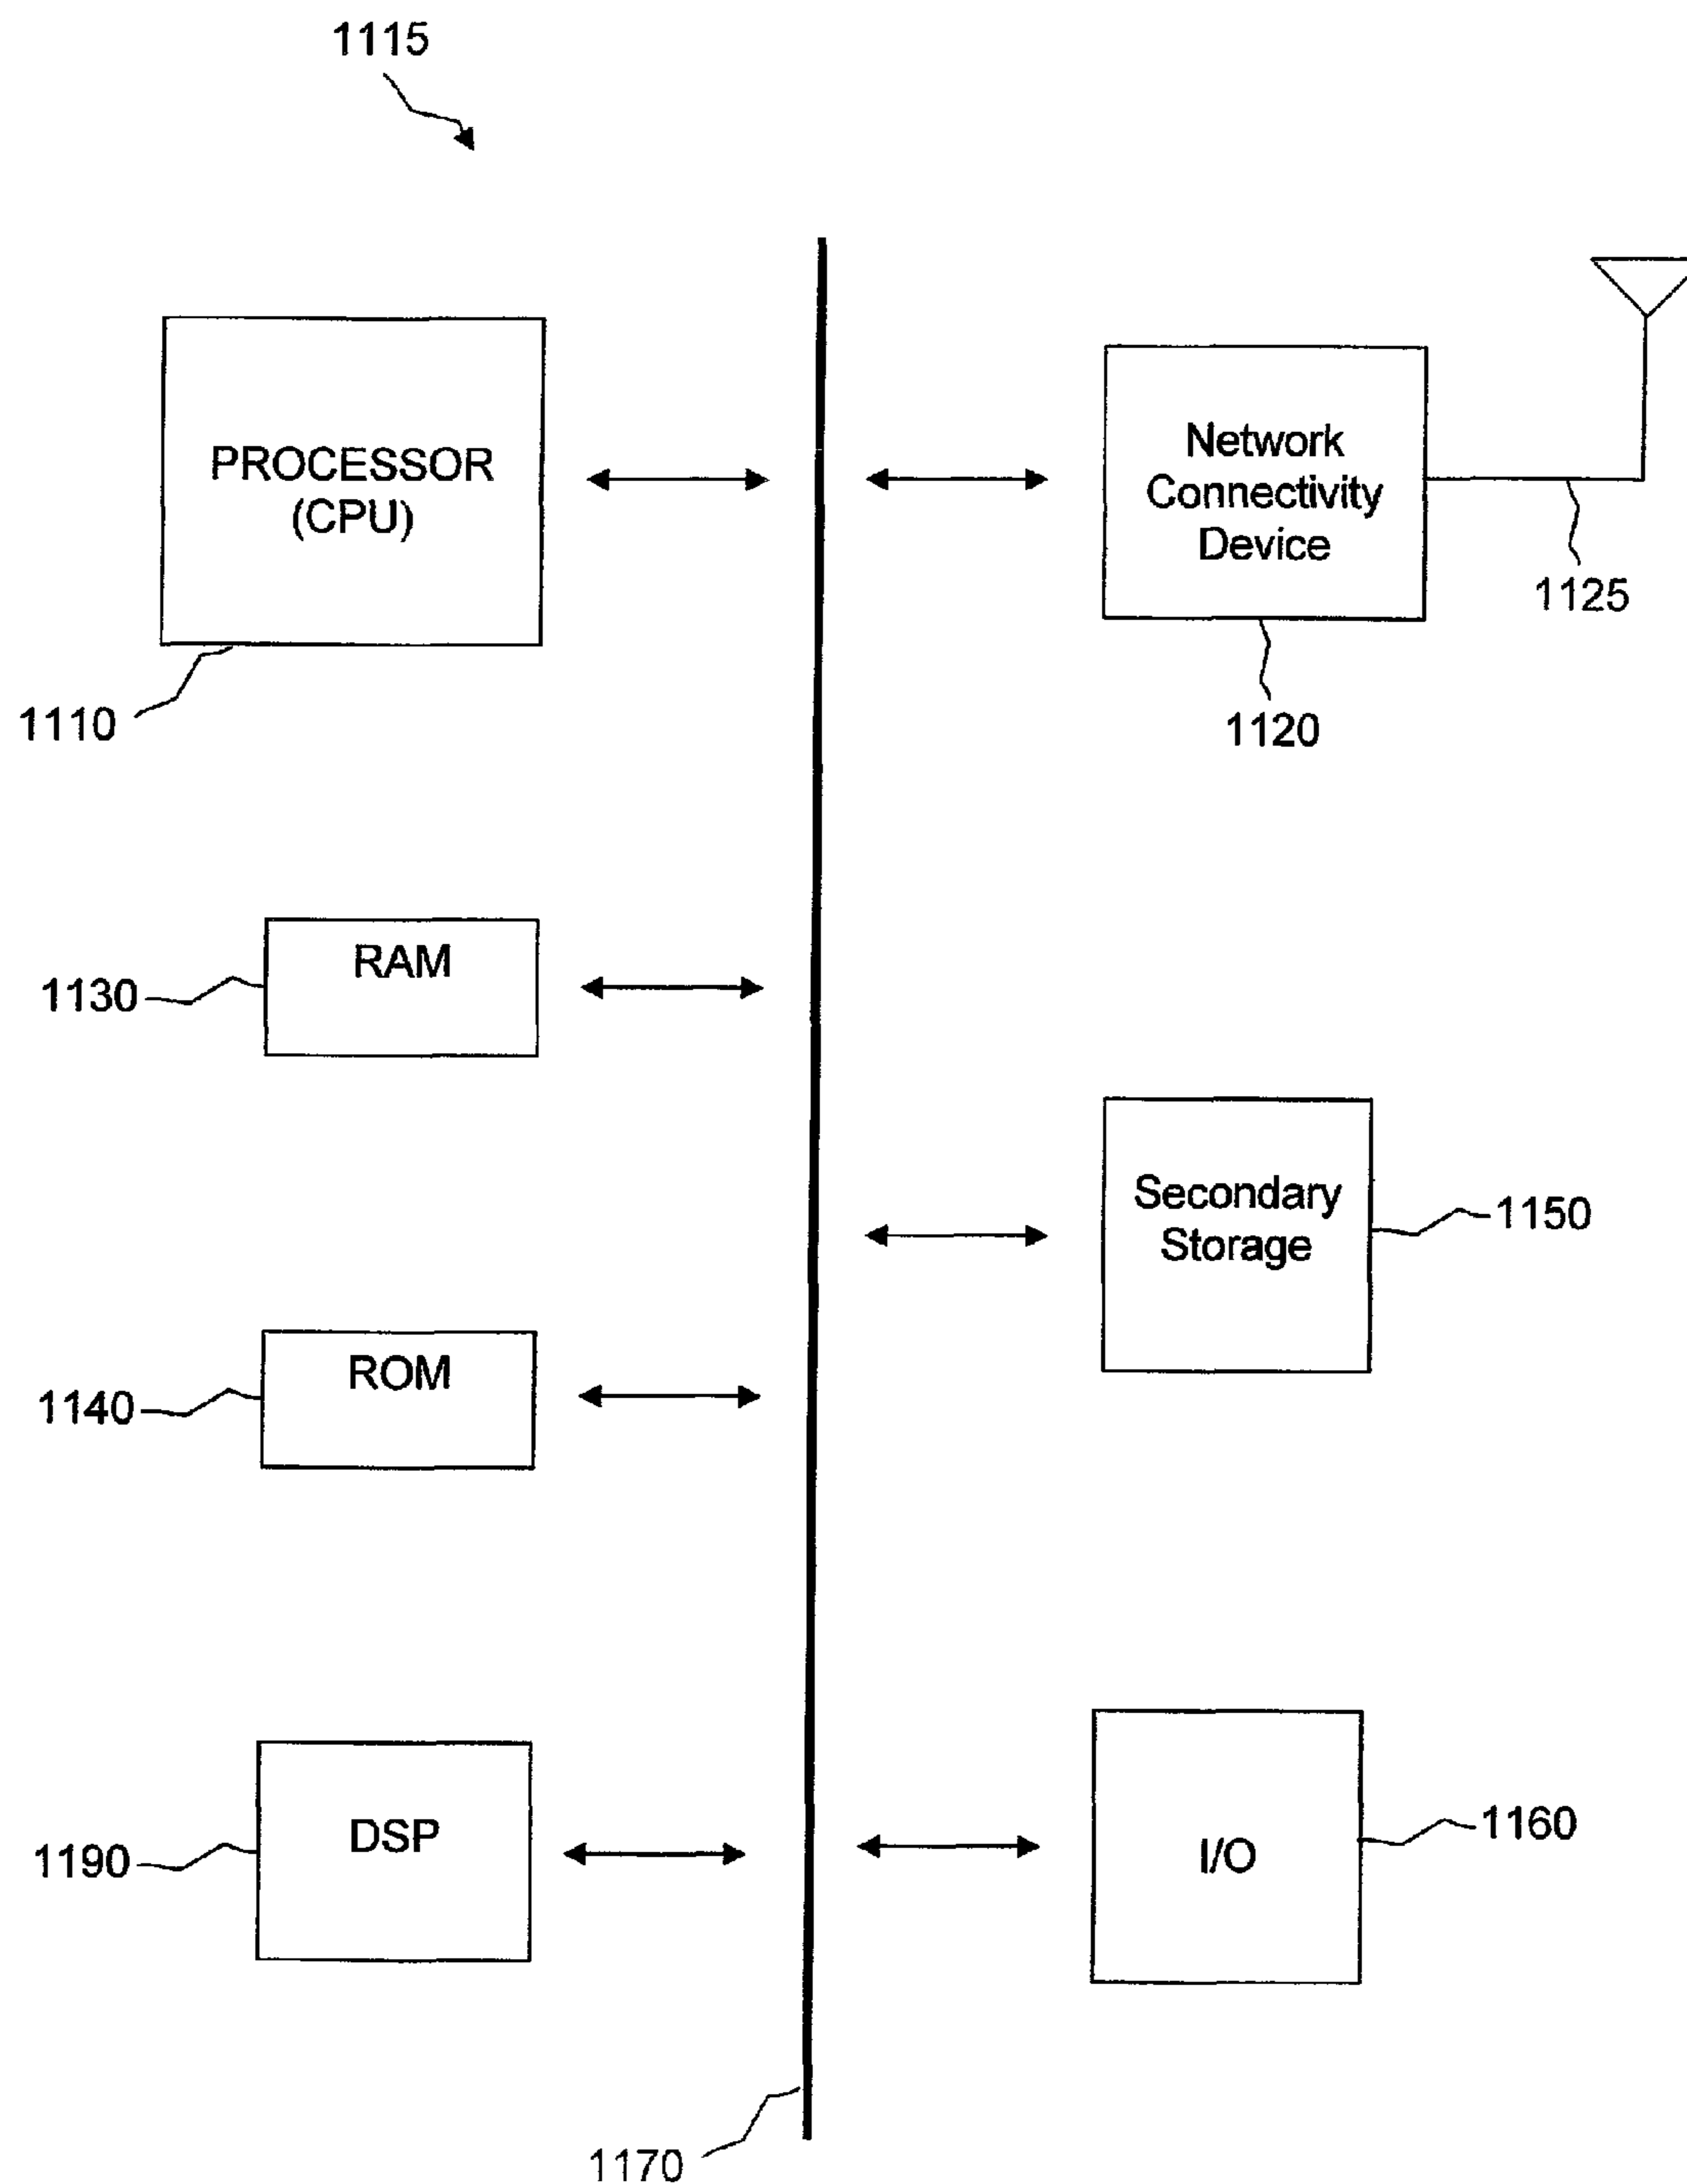 1115
PROCESSOR
(CPU)
1110
Network
Connectivity
Device
1125
1120
RAM
1130
Secondary
Storage
1150
ROM
1140
DSP
1190
I/O
1160
1170